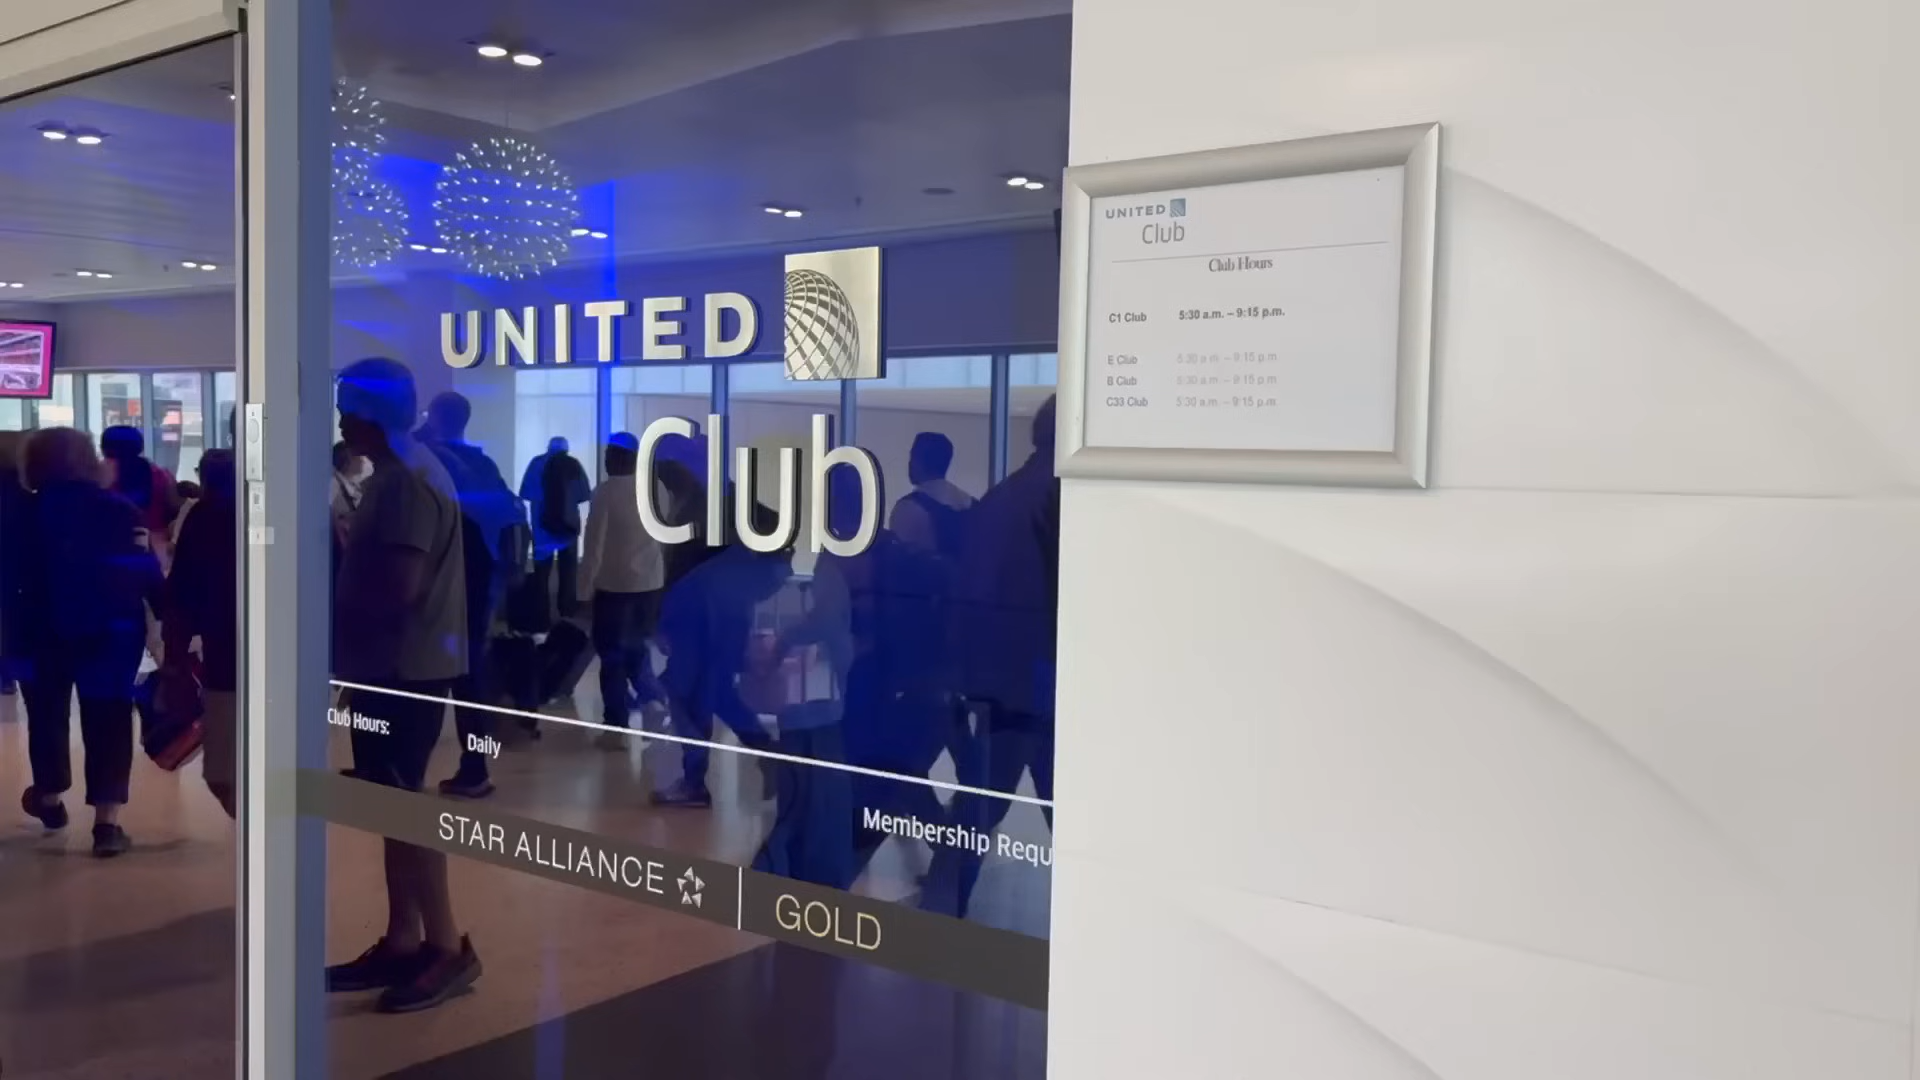 UNITED
Club
Club Hours:
Daily
Membership Requ
STAR ALLIANCE | GOLD
UNITED
Club
Club Hours
C1 Club 5:30 a.m. – 9:15 p.m.
E Club 5:30 a.m. – 9:15 p.m.
B Club 5:30 a.m. – 9:15 p.m.
C33 Club 5:30 a.m. – 9:15 p.m.